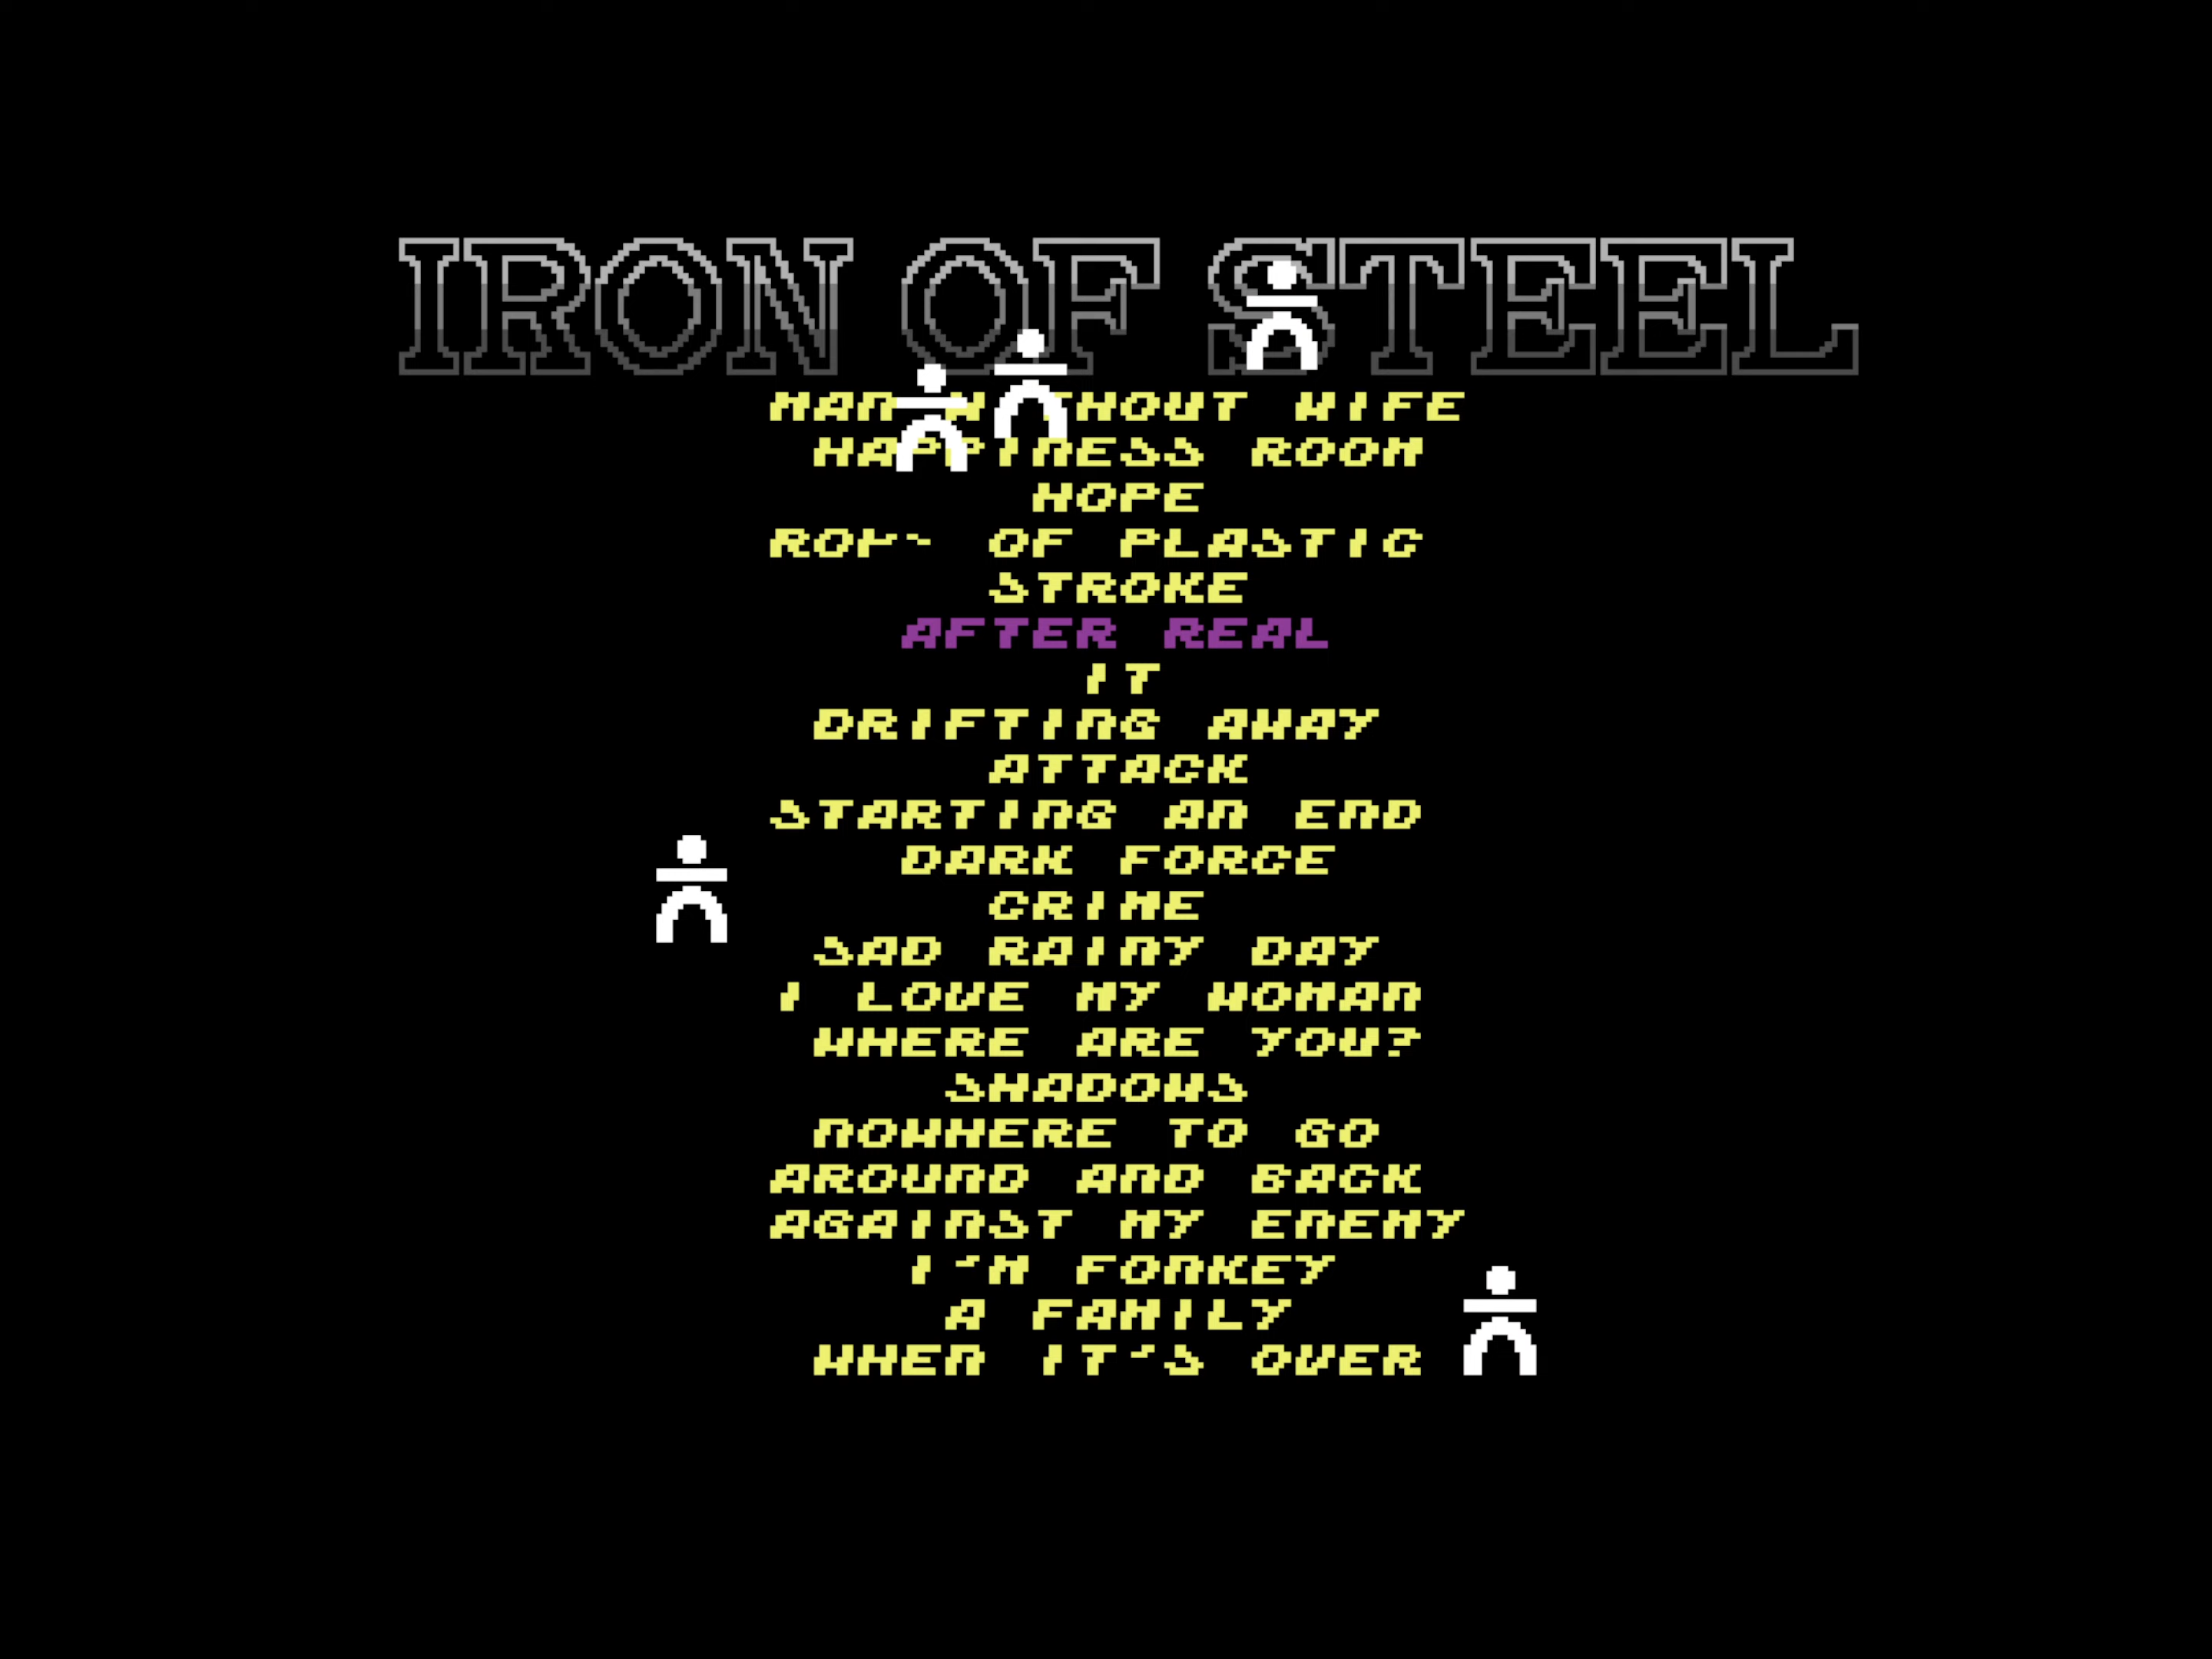 IRON OF STEEL
MAN WITHOUT WIFE
HAPPINESS ROOM
HOPE
OF PLASTIC
STROKE
AFTER REAL
IT
DRIFTING AWAY
ATTACK
STARTING AN END
DARK FORCE
CRIME
SAD RAINY DAY
I LOVE MY WOMAN
WHERE ARE YOU?
SHADOWS
NOWHERE TO GO
AROUND AND BACK
AGAINST MY ENEMY
I'M FONKEY
A FAMILY
WHEN IT'S OVER